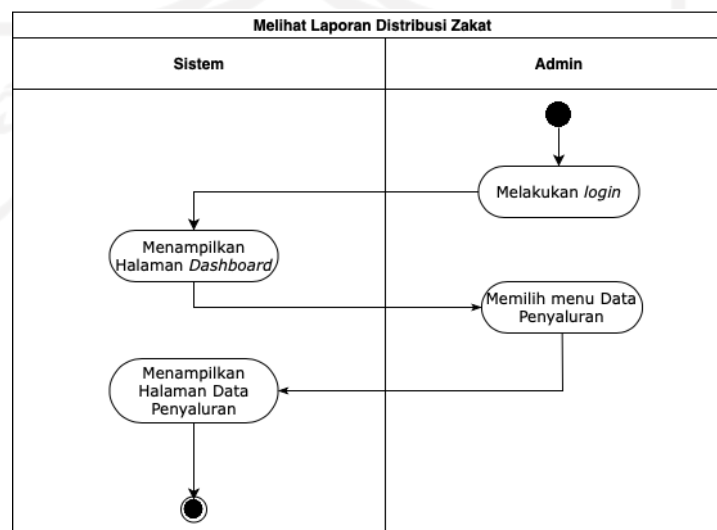 Melihat Laporan Distribusi Zakat
Sistem
Admin
Melakukan login
Menampilkan
Halaman Dashboard
Memilih menu Data
Penyaluran
Menampilkan
Halaman Data
Penyaluran